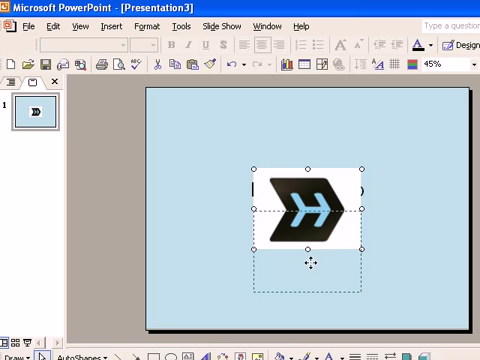 Microsoft PowerPoint - [Presentation3]
File Edit View Insert Format Tools Slide Show Window Help
Type a question
B I U S A A Design
45%
1
Draw AutoShapes A